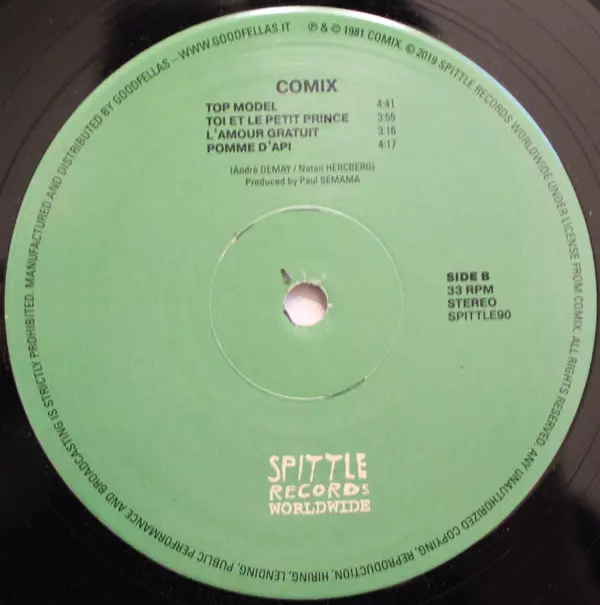 MANUFACTURED AND DISTRIBUTED BY GOODFELLAS – WWW.GOODFELLAS.IT ℗ & © 1981 COMIX. © 2019 SPITTLE RECORDS WORLDWIDE UNDER LICENSE FROM COMIX. ALL RIGHTS RESERVED. ANY UNAUTHORIZED COPYING, REPRODUCTION, HIRING, LENDING, PUBLIC PERFORMANCE AND BROADCASTING IS STRICTLY PROHIBITED.
COMIX
TOP MODEL 4:41
TOI ET LE PETIT PRINCE 3:55
L'AMOUR GRATUIT 3:16
POMME D'API 4:17
(André DEMAY / Natan HERCBERG)
Produced by Paul SEMAMA
SIDE B
33 RPM
STEREO
SPITTLE90
SPITTLE
RECORDS
WORLDWIDE